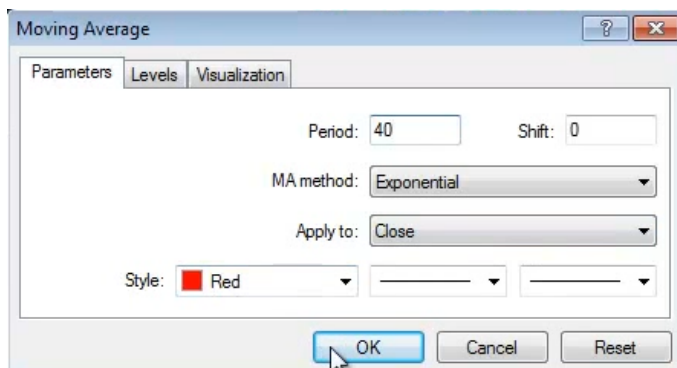 Moving Average
Parameters Levels Visualization
Period: 40 Shift: 0
MA method: Exponential
Apply to: Close
Style: Red
OK Cancel Reset